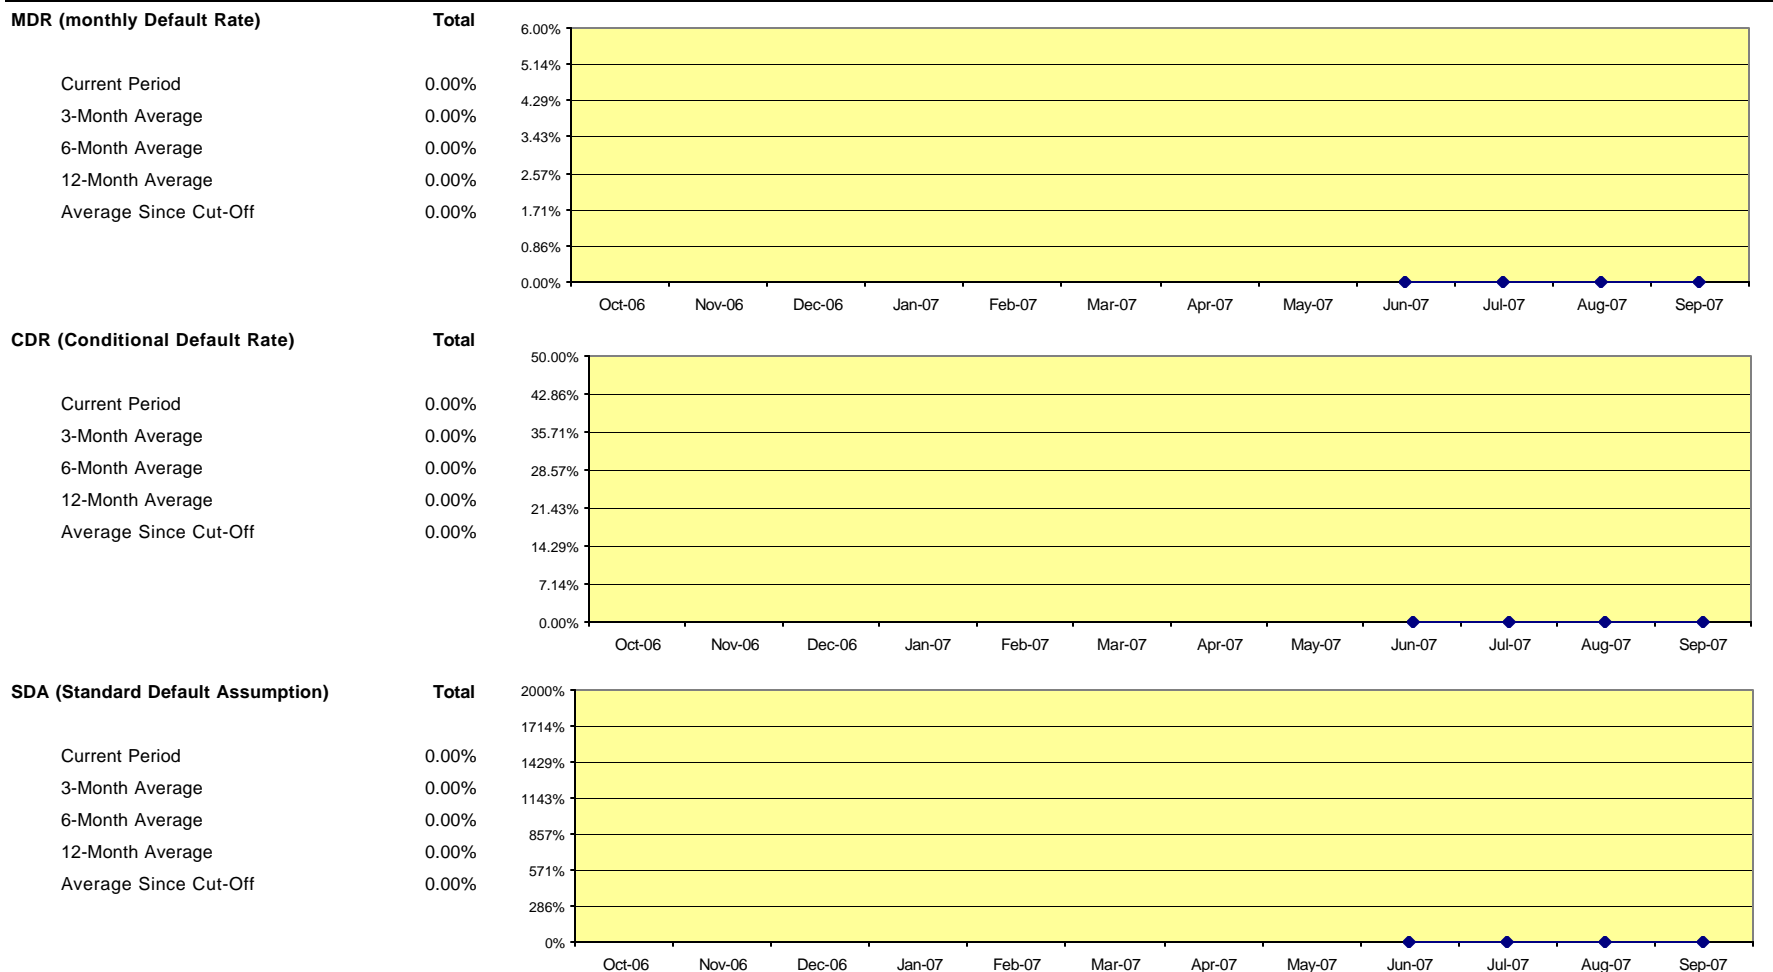 MDR (monthly Default Rate) Total
Current Period 0.00%
3-Month Average 0.00%
6-Month Average 0.00%
12-Month Average 0.00%
Average Since Cut-Off 0.00%
6.00%
5.14%
4.29%
3.43%
2.57%
1.71%
0.86%
0.00%
Oct-06 Nov-06 Dec-06 Jan-07 Feb-07 Mar-07 Apr-07 May-07 Jun-07 Jul-07 Aug-07 Sep-07
CDR (Conditional Default Rate) Total
Current Period 0.00%
3-Month Average 0.00%
6-Month Average 0.00%
12-Month Average 0.00%
Average Since Cut-Off 0.00%
50.00%
42.86%
35.71%
28.57%
21.43%
14.29%
7.14%
0.00%
Oct-06 Nov-06 Dec-06 Jan-07 Feb-07 Mar-07 Apr-07 May-07 Jun-07 Jul-07 Aug-07 Sep-07
SDA (Standard Default Assumption) Total
Current Period 0.00%
3-Month Average 0.00%
6-Month Average 0.00%
12-Month Average 0.00%
Average Since Cut-Off 0.00%
2000%
1714%
1429%
1143%
857%
571%
286%
0%
Oct-06 Nov-06 Dec-06 Jan-07 Feb-07 Mar-07 Apr-07 May-07 Jun-07 Jul-07 Aug-07 Sep-07